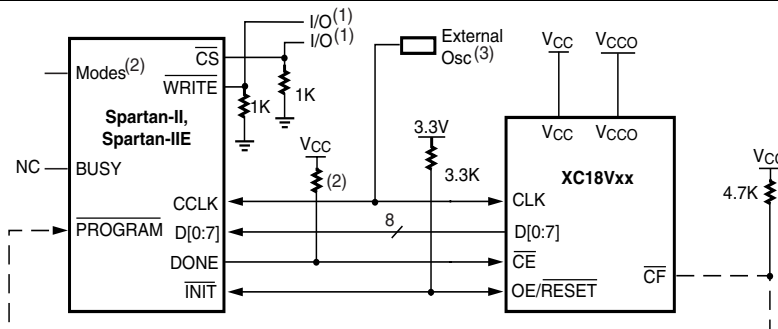 I/O(1)
I/O(1)
External
Osc(3)
VCC
VCCO
CS
Modes(2)
WRITE
1K
1K
Spartan-II,
Spartan-IIE
3.3V
VCC
VCCO
VCC
NC
BUSY
VCC
(2)
3.3K
XC18Vxx
4.7K
CCLK
CLK
8
PROGRAM
D[0:7]
D[0:7]
DONE
CE
CF
INIT
OE/RESET